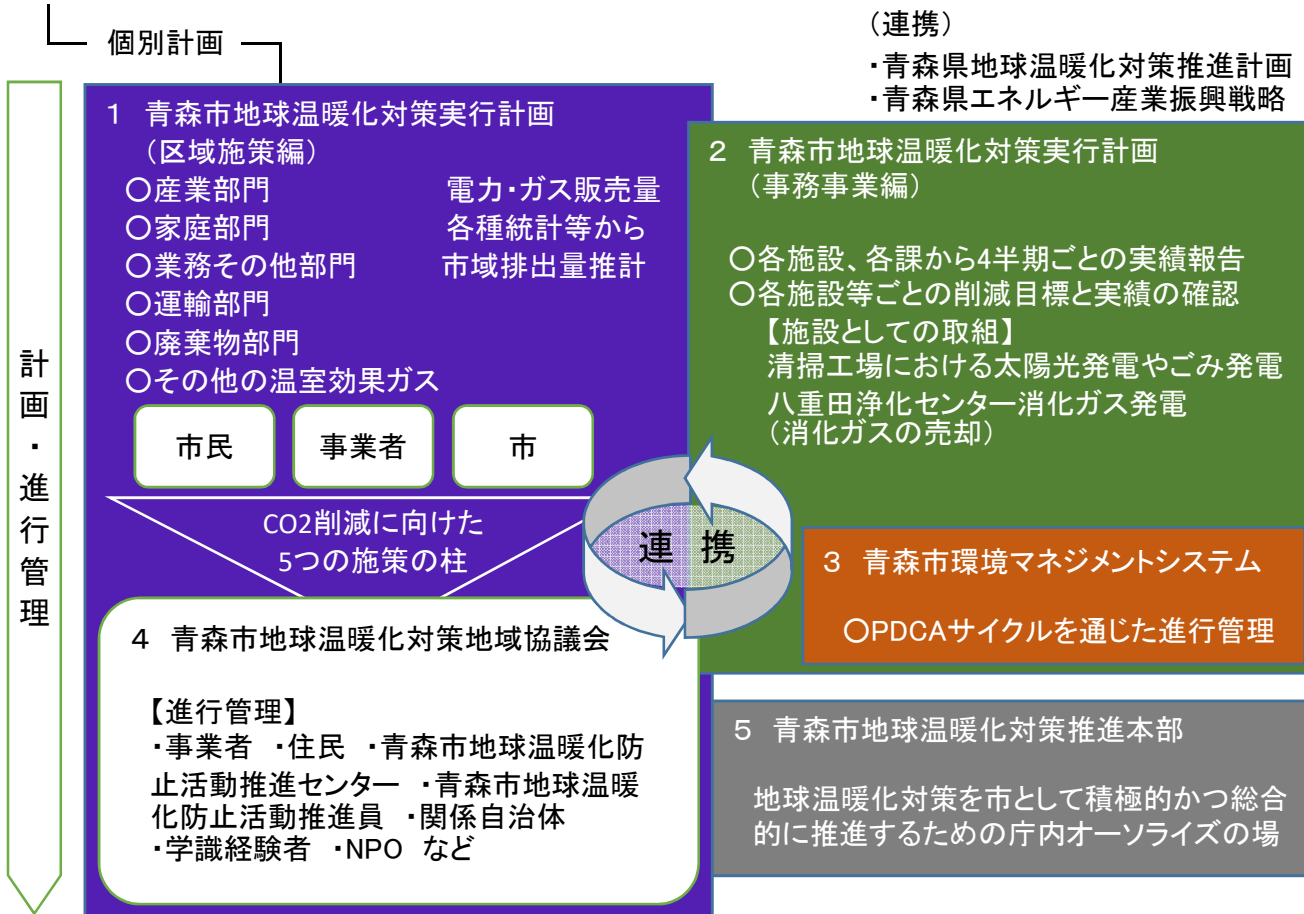 個別計画
(連携)
・青森県地球温暖化対策推進計画
・青森県エネルギー産業振興戦略
計画・進行管理
1 青森市地球温暖化対策実行計画
(区域施策編)
○産業部門 電力・ガス販売量
○家庭部門 各種統計等から
○業務その他部門 市域排出量推計
○運輸部門
○廃棄物部門
○その他の温室効果ガス
市民 事業者 市
CO2削減に向けた
5つの施策の柱
2 青森市地球温暖化対策実行計画
(事務事業編)
○各施設、各課から4半期ごとの実績報告
○各施設等ごとの削減目標と実績の確認
【施設としての取組】
清掃工場における太陽光発電やごみ発電
八重田浄化センター消化ガス発電
(消化ガスの売却)
連携
3 青森市環境マネジメントシステム
○PDCAサイクルを通じた進行管理
4 青森市地球温暖化対策地域協議会
【進行管理】
・事業者 ・住民 ・青森市地球温暖化防
止活動推進センター ・青森市地球温暖
化防止活動推進員 ・関係自治体
・学識経験者 ・NPO など
5 青森市地球温暖化対策推進本部
地球温暖化対策を市として積極的かつ総合
的に推進するための庁内オーソライズの場